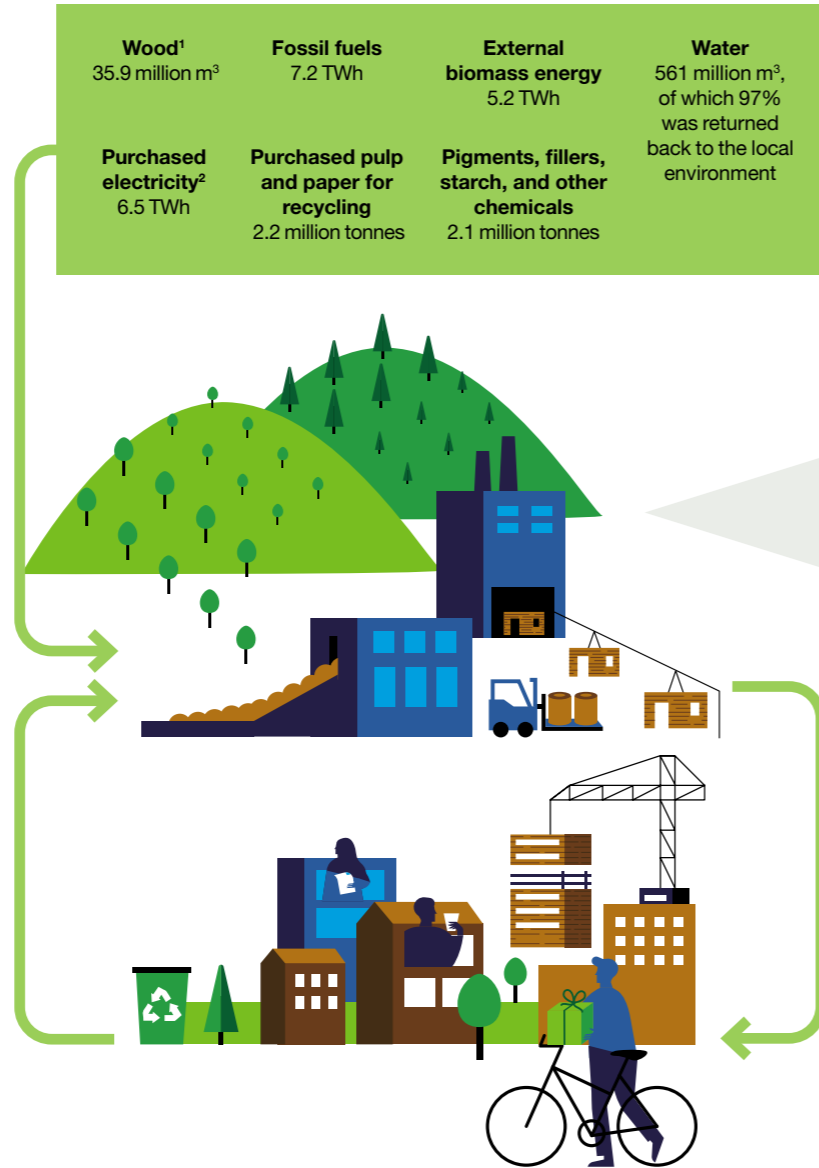 Wood¹
35.9 million m³
Fossil fuels
7.2 TWh
External
biomass energy
5.2 TWh
Water
561 million m³,
of which 97%
was returned
back to the local
environment
Purchased
electricity²
6.5 TWh
Purchased pulp
and paper for
recycling
2.2 million tonnes
Pigments, fillers,
starch, and other
chemicals
2.1 million tonnes